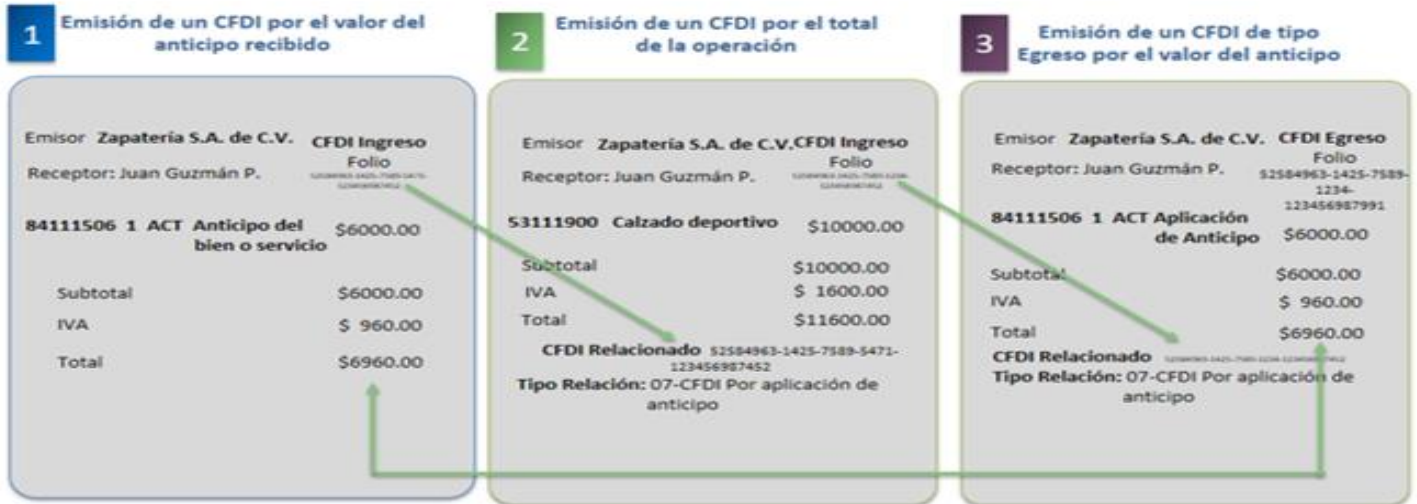 1
Emisión de un CFDI por el valor del
anticipo recibido
Emisor Zapatería S.A. de C.V. CFDI Ingreso
Folio
Receptor: Juan Guzmán P.
84111506 1 ACT Anticipo del
bien o servicio
$6000.00
Subtotal $6000.00
IVA $ 960.00
Total $6960.00
2
Emisión de un CFDI por el total
de la operación
Emisor Zapatería S.A. de C.V. CFDI Ingreso
Folio
Receptor: Juan Guzmán P.
53111900 Calzado deportivo $10000.00
Subtotal $10000.00
IVA $ 1600.00
Total $11600.00
CFDI Relacionado 52584963-1425-7589-5471-
123456987452
Tipo Relación: 07-CFDI Por aplicación de
anticipo
3
Emisión de un CFDI de tipo
Egreso por el valor del anticipo
Emisor Zapatería S.A. de C.V. CFDI Egreso
Folio
Receptor: Juan Guzmán P.
52584963-1425-7589-
1234-
123456987991
84111506 1 ACT Aplicación
de Anticipo
$6000.00
Subtotal $6000.00
IVA $ 960.00
Total $6960.00
CFDI Relacionado
Tipo Relación: 07-CFDI Por aplicación de
anticipo